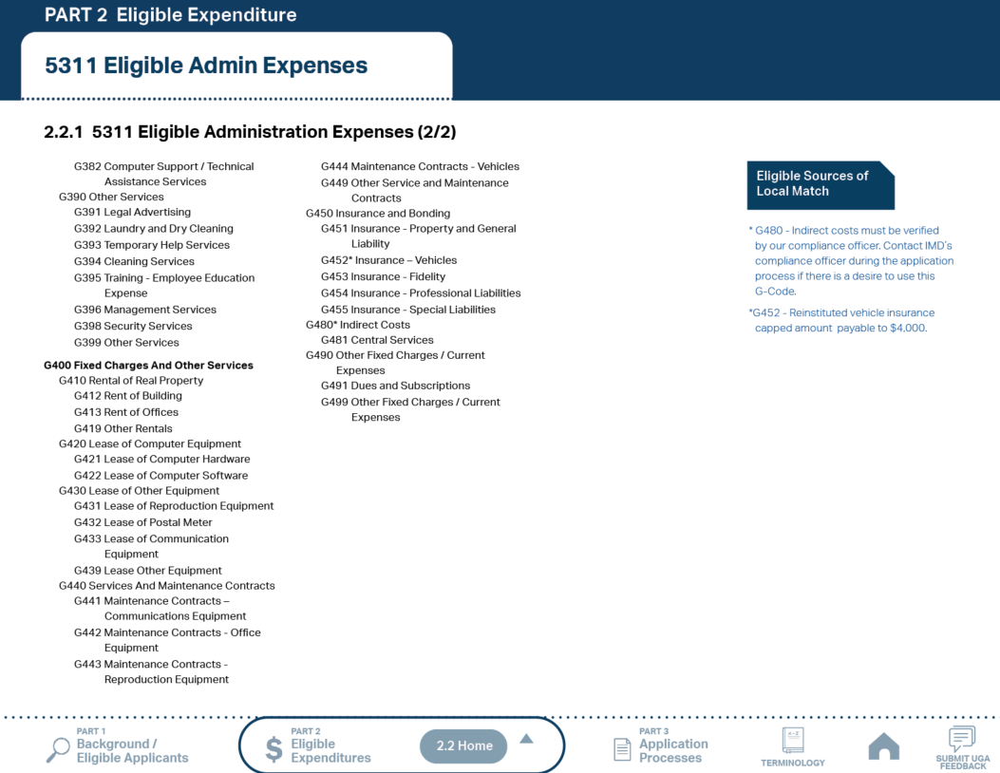 PART 2 Eligible Expenditure
5311 Eligible Admin Expenses
2.2.1 5311 Eligible Administration Expenses (2/2)
G382 Computer Support / Technical
Assistance Services
G390 Other Services
G391 Legal Advertising
G392 Laundry and Dry Cleaning
G393 Temporary Help Services
G394 Cleaning Services
G395 Training - Employee Education
Expense
G396 Management Services
G398 Security Services
G399 Other Services
G400 Fixed Charges And Other Services
G410 Rental of Real Property
G412 Rent of Building
G413 Rent of Offices
G419 Other Rentals
G420 Lease of Computer Equipment
G421 Lease of Computer Hardware
G422 Lease of Computer Software
G430 Lease of Other Equipment
G431 Lease of Reproduction Equipment
G432 Lease of Postal Meter
G433 Lease of Communication
Equipment
G439 Lease Other Equipment
G440 Services And Maintenance Contracts
G441 Maintenance Contracts –
Communications Equipment
G442 Maintenance Contracts - Office
Equipment
G443 Maintenance Contracts -
Reproduction Equipment
G444 Maintenance Contracts - Vehicles
G449 Other Service and Maintenance
Contracts
G450 Insurance and Bonding
G451 Insurance - Property and General
Liability
G452* Insurance – Vehicles
G453 Insurance - Fidelity
G454 Insurance - Professional Liabilities
G455 Insurance - Special Liabilities
G480* Indirect Costs
G481 Central Services
G490 Other Fixed Charges / Current
Expenses
G491 Dues and Subscriptions
G499 Other Fixed Charges / Current
Expenses
Eligible Sources of
Local Match
* G480 - Indirect costs must be verified
by our compliance officer. Contact IMD's
compliance officer during the application
process if there is a desire to use this
G-Code.
*G452 - Reinstituted vehicle insurance
capped amount payable to $4,000.
PART 1
Background /
Eligible Applicants
$
PART 2
Eligible
Expenditures
2.2 Home
PART 3
Application
Processes
A-Z
TERMINOLOGY
SUBMIT UGA
FEEDBACK